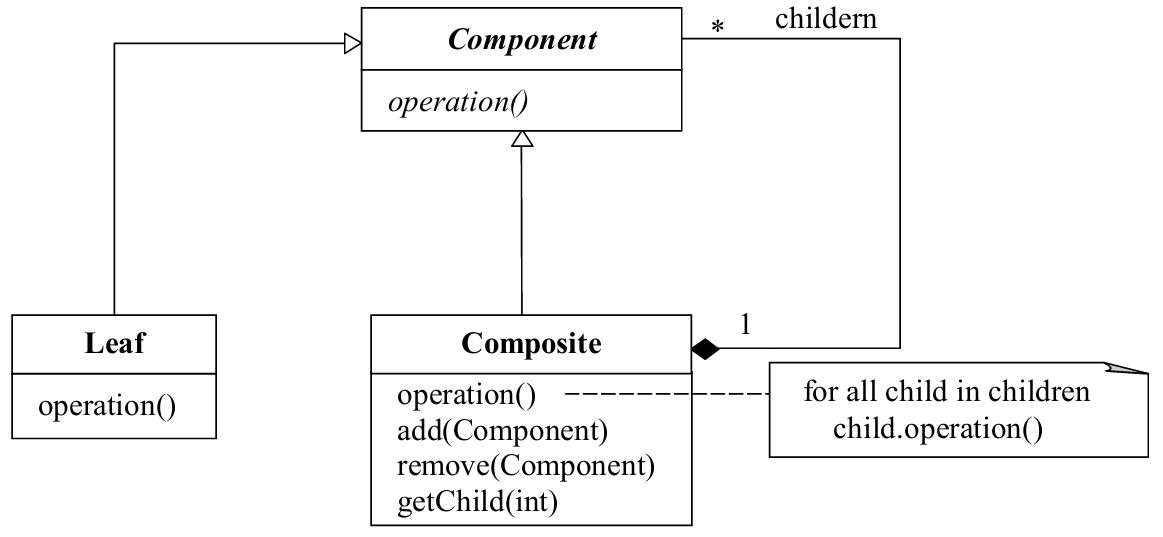 Component
*
childern
operation()
Leaf
operation()
Composite
1
operation()
add(Component)
remove(Component)
getChild(int)
for all child in children
child.operation()